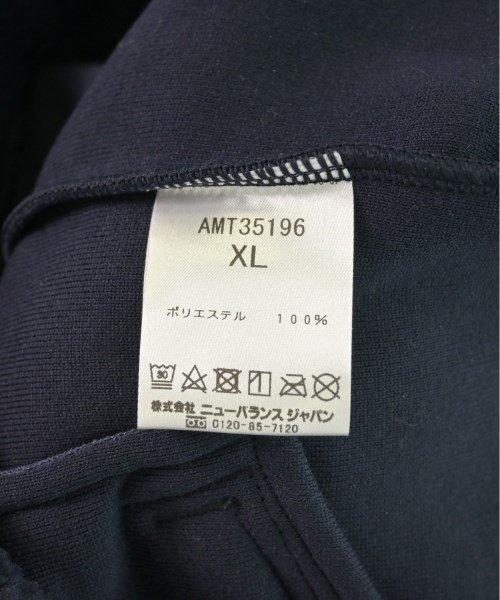 AMT35196
XL
ポリエステル 100%
30
株式会社 ニューバランス ジャパン
0120-85-7120